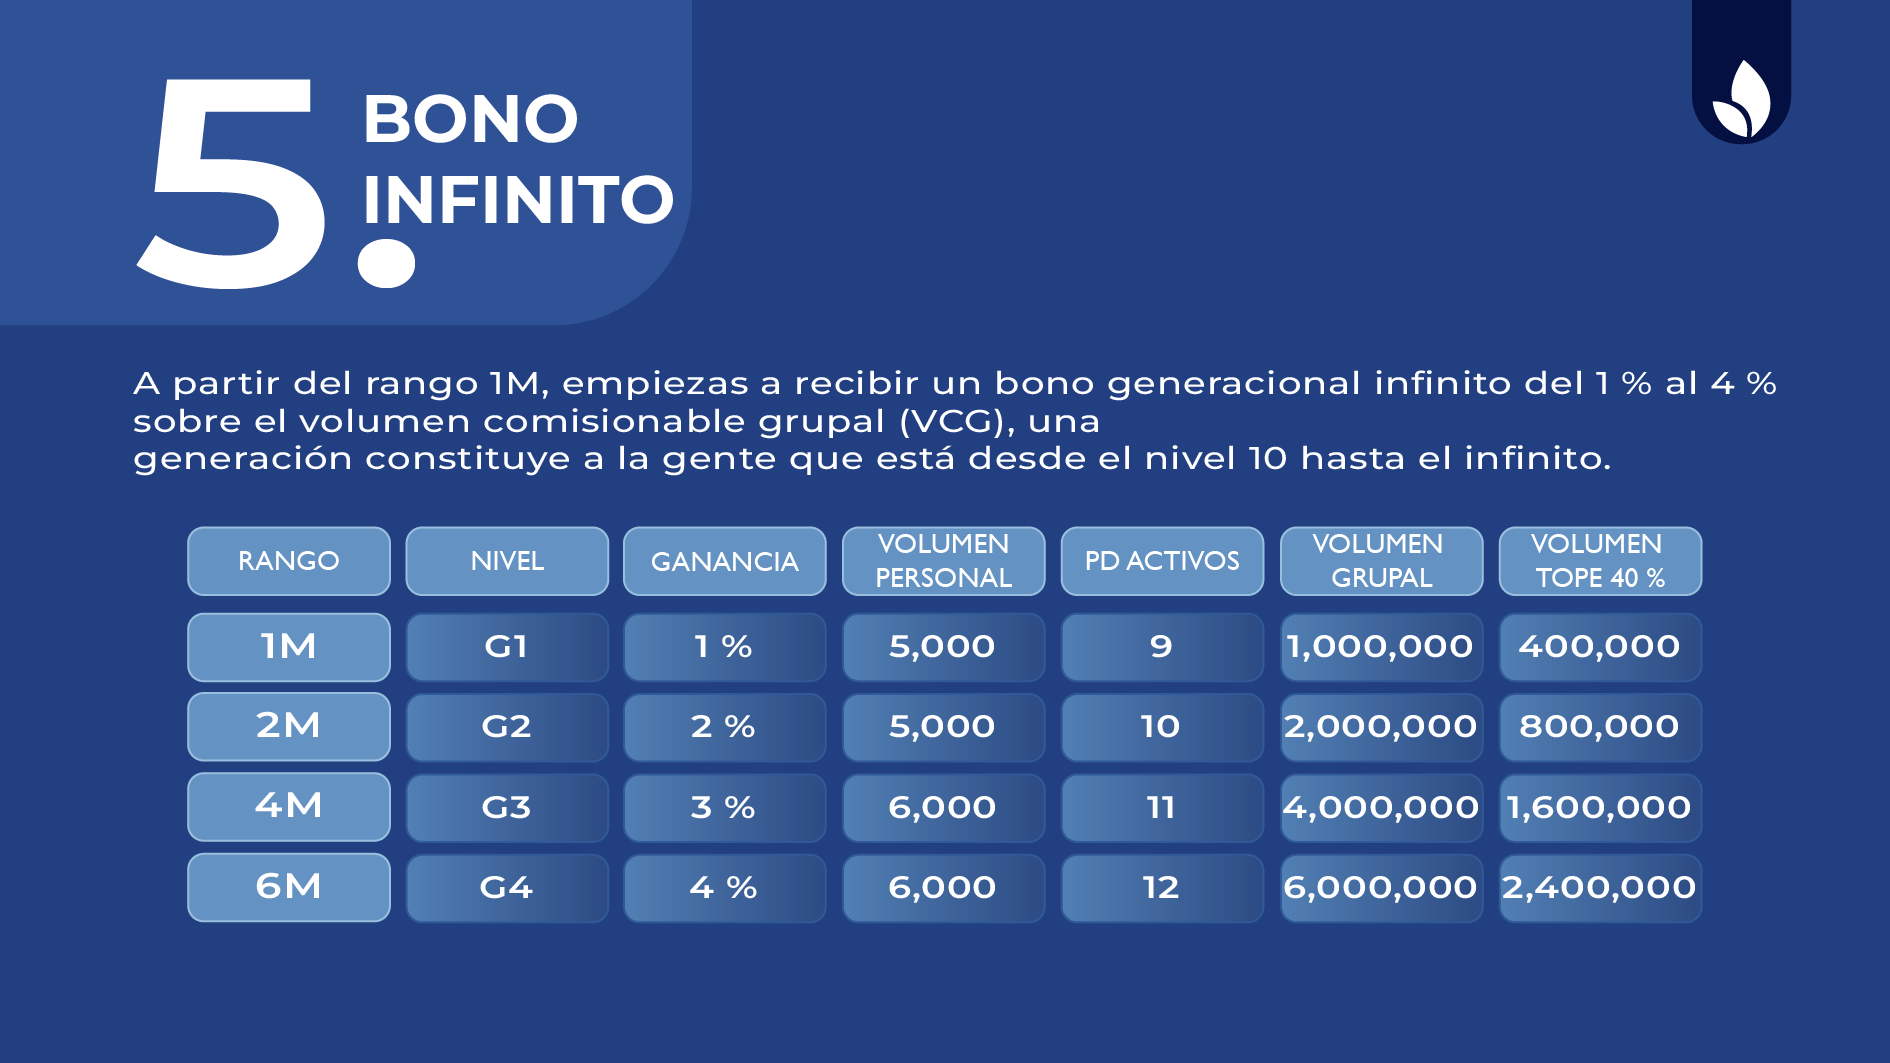 5.
BONO
INFINITO
A partir del rango 1M, empiezas a recibir un bono generacional infinito del 1 % al 4 %
sobre el volumen comisionable grupal (VCG), una
generación constituye a la gente que está desde el nivel 10 hasta el infinito.
RANGO NIVEL GANANCIA VOLUMEN PERSONAL PD ACTIVOS VOLUMEN GRUPAL VOLUMEN TOPE 40 %
1M G1 1 % 5,000 9 1,000,000 400,000
2M G2 2 % 5,000 10 2,000,000 800,000
4M G3 3 % 6,000 11 4,000,000 1,600,000
6M G4 4 % 6,000 12 6,000,000 2,400,000